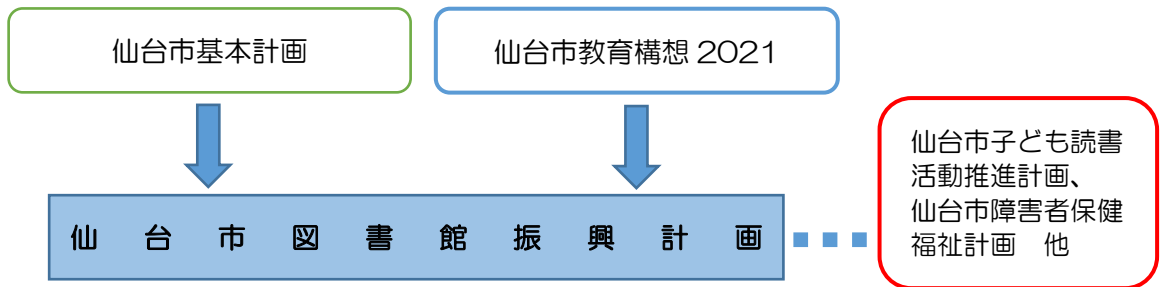 仙台市基本計画
仙台市教育構想 2021
仙台市図書館振興計画
仙台市子ども読書
活動推進計画、
仙台市障害者保健
福祉計画　他